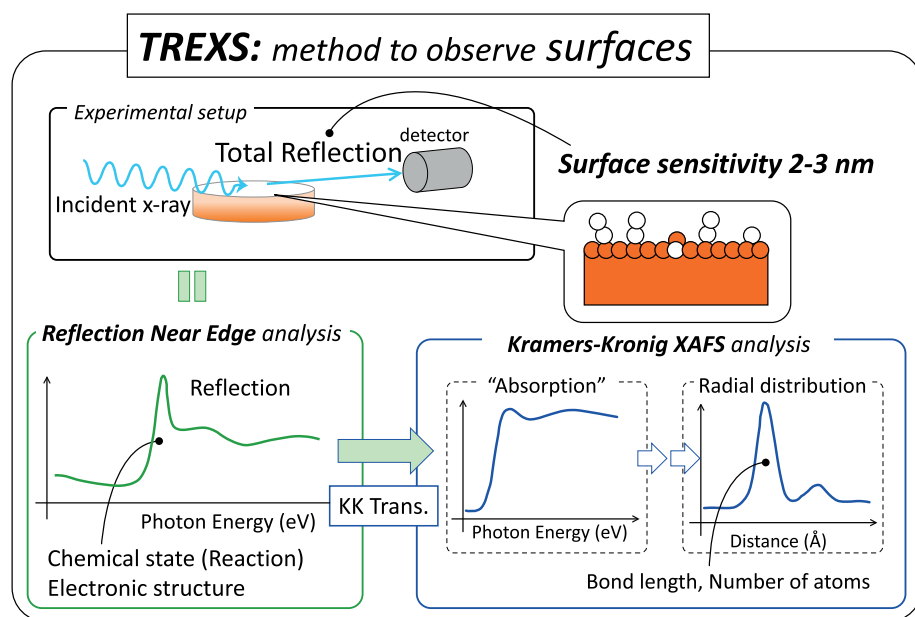 TREXS: method to observe surfaces
Experimental setup
detector
Total Reflection
Incident x-ray
Surface sensitivity 2-3 nm
Reflection Near Edge analysis
Reflection
Photon Energy (eV)
Chemical state (Reaction)
Electronic structure
KK Trans.
Kramers-Kronig XAFS analysis
“Absorption”
Photon Energy (eV)
Radial distribution
Distance (Å)
Bond length, Number of atoms